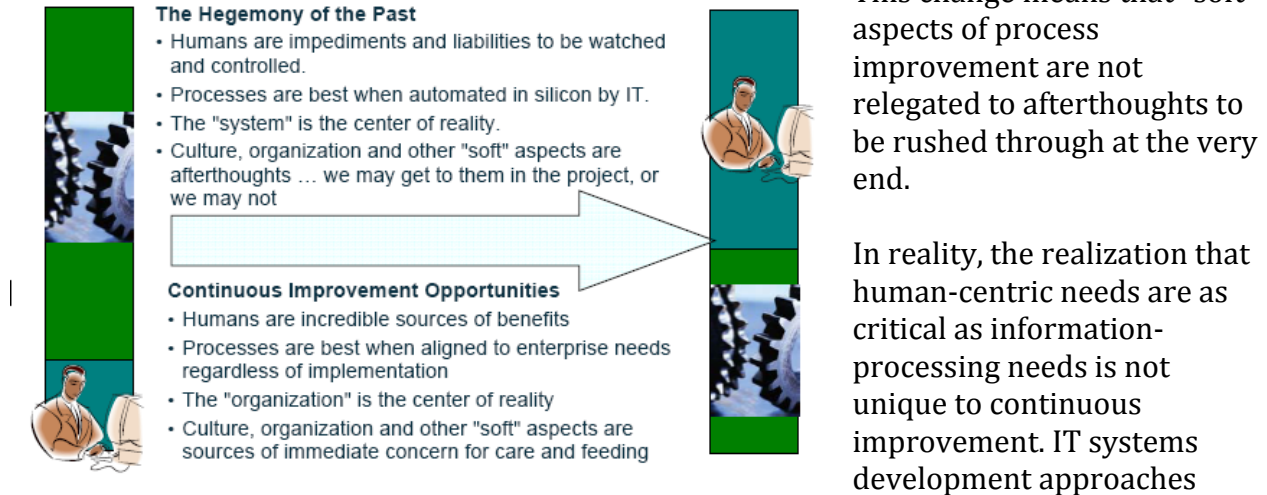 The Hegemony of the Past
• Humans are impediments and liabilities to be watched
and controlled.
• Processes are best when automated in silicon by IT.
• The "system" is the center of reality.
• Culture, organization and other "soft" aspects are
afterthoughts … we may get to them in the project, or
we may not
Continuous Improvement Opportunities
• Humans are incredible sources of benefits
• Processes are best when aligned to enterprise needs
regardless of implementation
• The "organization" is the center of reality
• Culture, organization and other "soft" aspects are
sources of immediate concern for care and feeding
This change means that "soft"
aspects of process
improvement are not
relegated to afterthoughts to
be rushed through at the very
end.
In reality, the realization that
human-centric needs are as
critical as information-
processing needs is not
unique to continuous
improvement. IT systems
development approaches